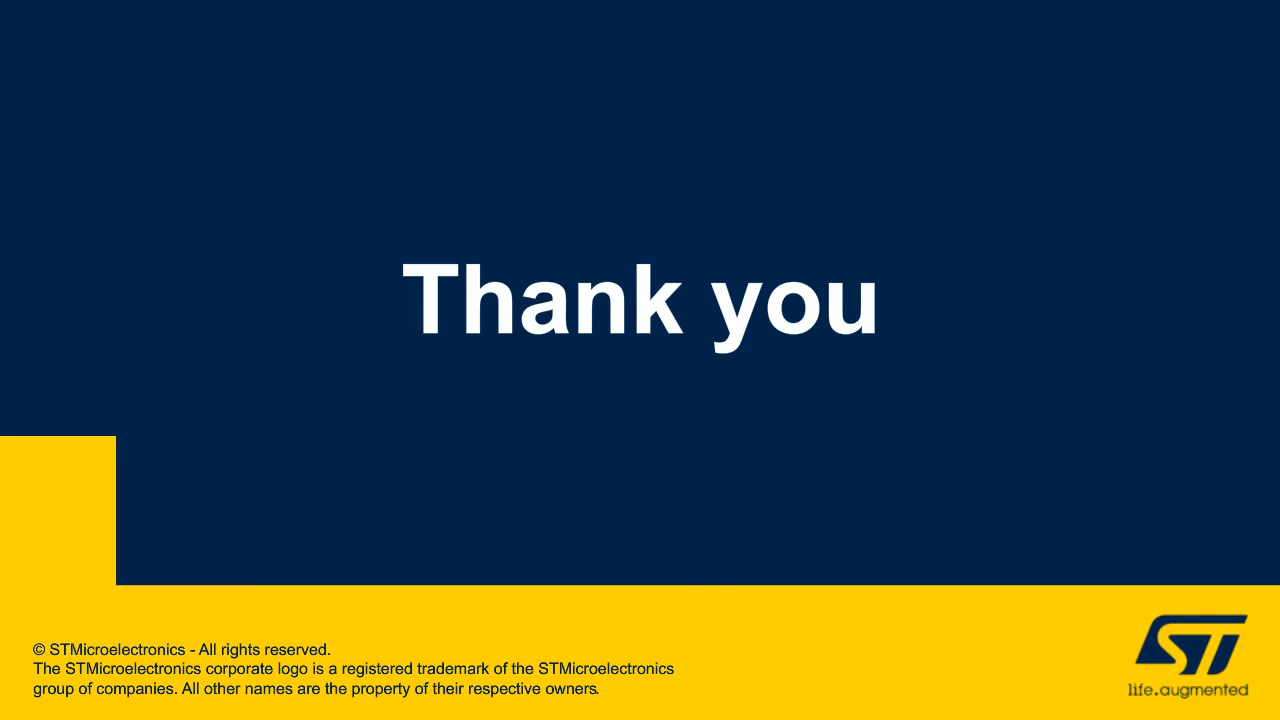 Thank you
© STMicroelectronics - All rights reserved.
The STMicroelectronics corporate logo is a registered trademark of the STMicroelectronics
group of companies. All other names are the property of their respective owners.
ST
life.augmented